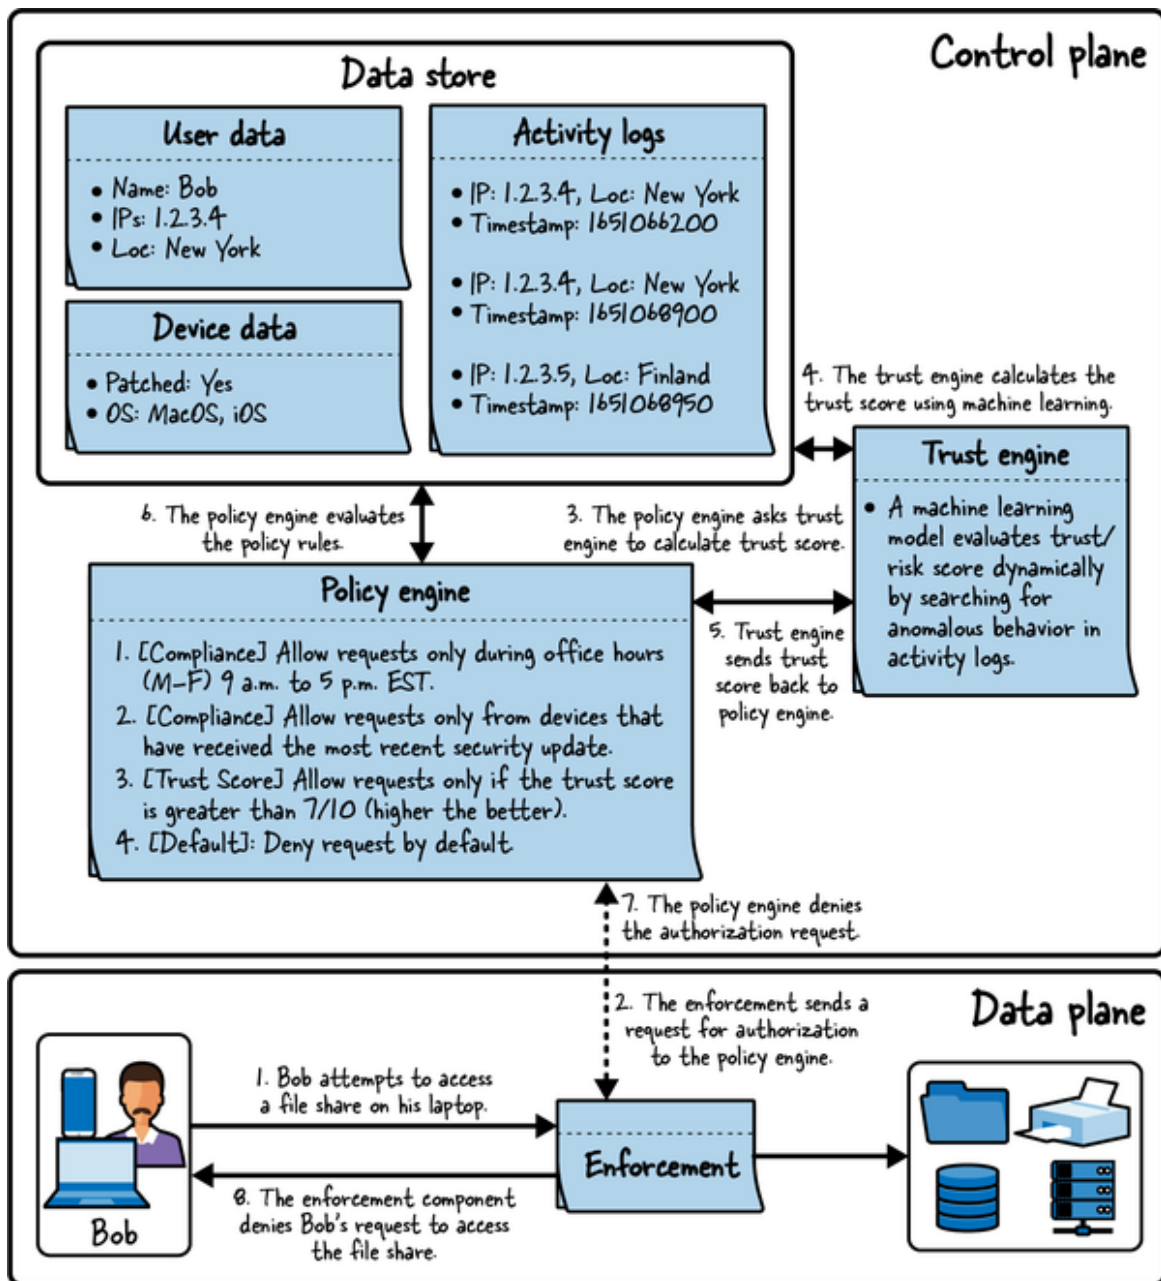 Control plane
Data store
User data
• Name: Bob
• IPs: 1.2.3.4
• Loc: New York
Device data
• Patched: Yes
• OS: MacOS, iOS
Activity logs
• IP: 1.2.3.4, Loc: New York
• Timestamp: 1651066200
• IP: 1.2.3.4, Loc: New York
• Timestamp: 1651068900
• IP: 1.2.3.5, Loc: Finland
• Timestamp: 1651068950
4. The trust engine calculates the
trust score using machine learning.
Trust engine
• A machine learning
model evaluates trust/
risk score dynamically
by searching for
anomalous behavior in
activity logs.
6. The policy engine evaluates
the policy rules.
3. The policy engine asks trust
engine to calculate trust score.
5. Trust engine
sends trust
score back to
policy engine.
Policy engine
1. [Compliance] Allow requests only during office hours
(M–F) 9 a.m. to 5 p.m. EST.
2. [Compliance] Allow requests only from devices that
have received the most recent security update.
3. [Trust Score] Allow requests only if the trust score
is greater than 7/10 (higher the better).
4. [Default]: Deny request by default
7. The policy engine denies
the authorization request.
Data plane
2. The enforcement sends a
request for authorization
to the policy engine.
1. Bob attempts to access
a file share on his laptop.
Enforcement
8. The enforcement component
denies Bob's request to access
the file share.
Bob